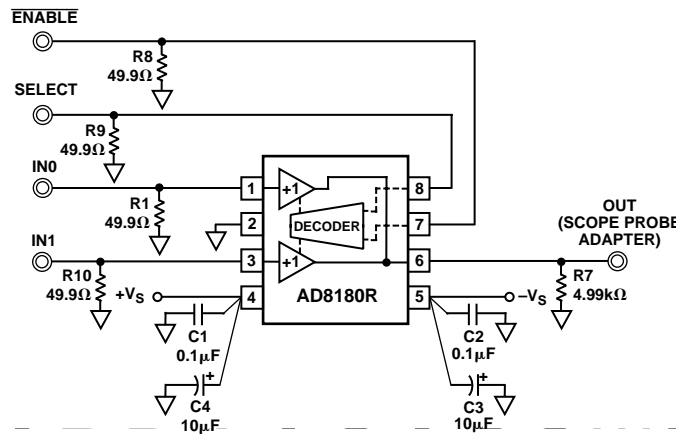 ENABLE
R8
49.9Ω
SELECT
R9
49.9Ω
IN0
R1
49.9Ω
IN1
R10
49.9Ω
+VS
C1
0.1µF
C4
10µF
+
1
2
3
4
+1
+1
DECODER
AD8180R
8
7
6
5
OUT
(SCOPE PROBE
ADAPTER)
R7
4.99kΩ
–VS
C2
0.1µF
C3
10µF
+